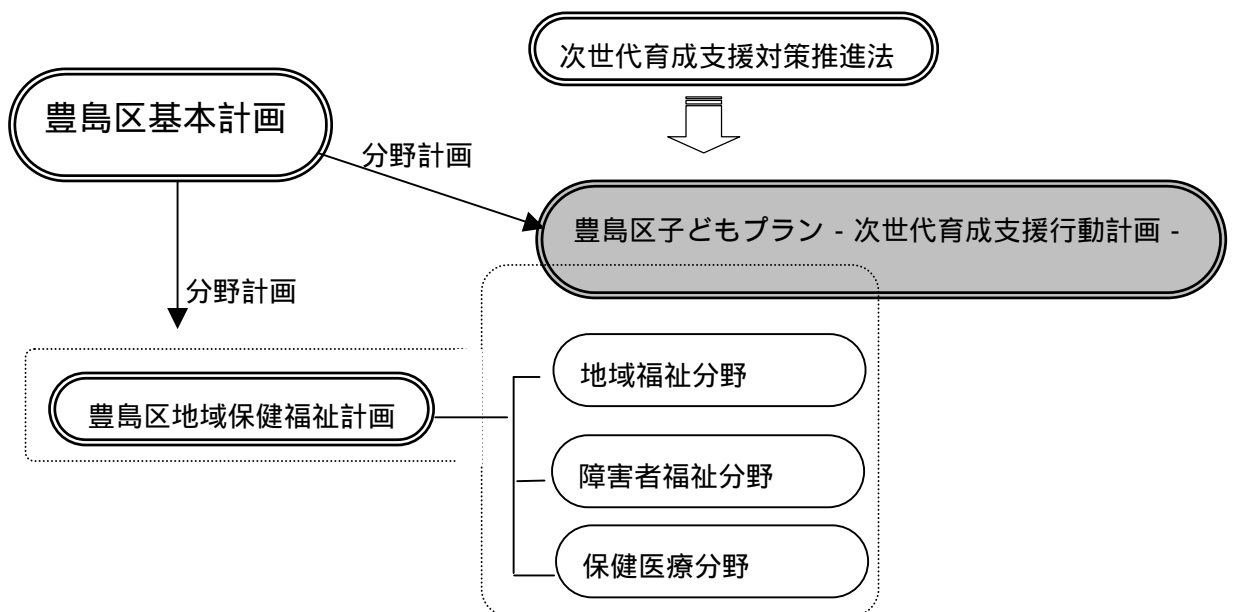 次世代育成支援対策推進法
豊島区基本計画
分野計画
豊島区子どもプラン - 次世代育成支援行動計画 -
分野計画
地域福祉分野
豊島区地域保健福祉計画
障害者福祉分野
保健医療分野